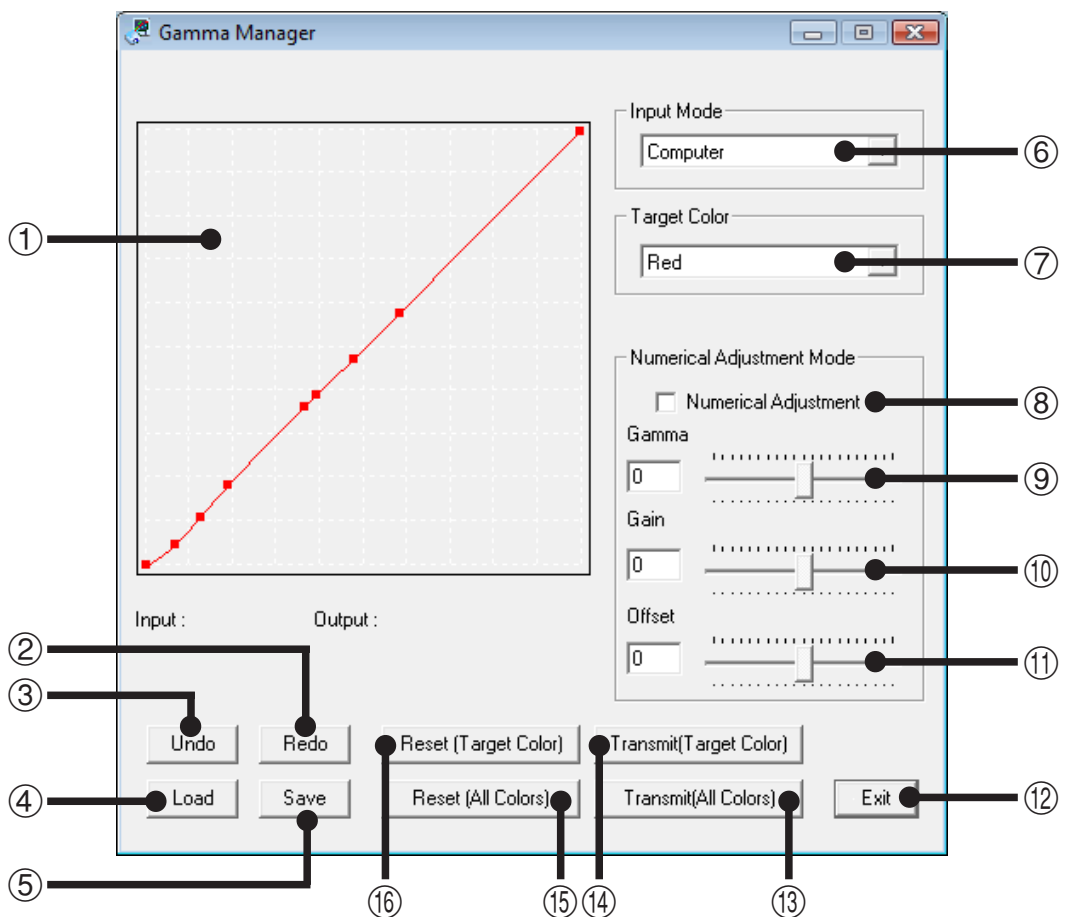 Gamma Manager
Input Mode
Computer
⑥
①
Target Color
Red
⑦
Numerical Adjustment Mode
Numerical Adjustment
⑧
Gamma
0
⑨
Gain
0
⑩
Input :
Output :
Offset
0
⑪
②
③
Undo
Redo
Reset (Target Color)
Transmit(Target Color)
④
Load
Save
Reset (All Colors)
Transmit(All Colors)
Exit
⑫
⑤
⑯
⑮
⑭
⑬